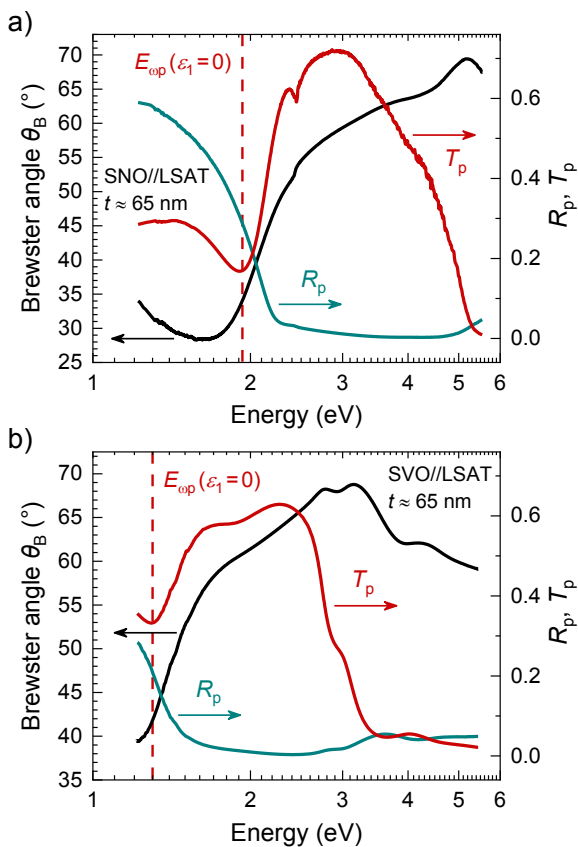 a)
70
65
60
55
50
45
40
35
30
25
Brewster angle θB (°)
EωP (ε1 = 0)
SNO//LSAT
t ≈ 65 nm
Tp
Rp
0.6
0.4
0.2
0.0
Rp, Tp
1 2 3 4 5 6
Energy (eV)
b)
70
65
60
55
50
45
40
35
Brewster angle θB (°)
EωP (ε1 = 0)
SVO//LSAT
t ≈ 65 nm
Tp
Rp
0.6
0.4
0.2
0.0
Rp, Tp
1 2 3 4 5 6
Energy (eV)